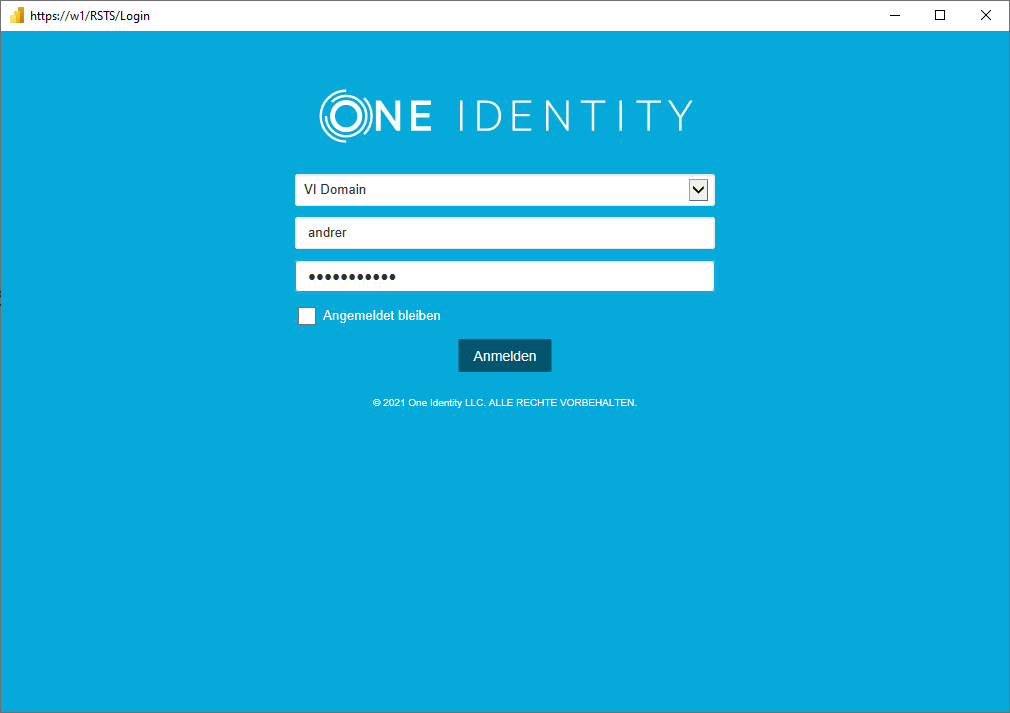 https://w1/RSTS/Login
ONE IDENTITY
VI Domain
andrer
●●●●●●●●●●●
Angemeldet bleiben
Anmelden
© 2021 One Identity LLC. ALLE RECHTE VORBEHALTEN.